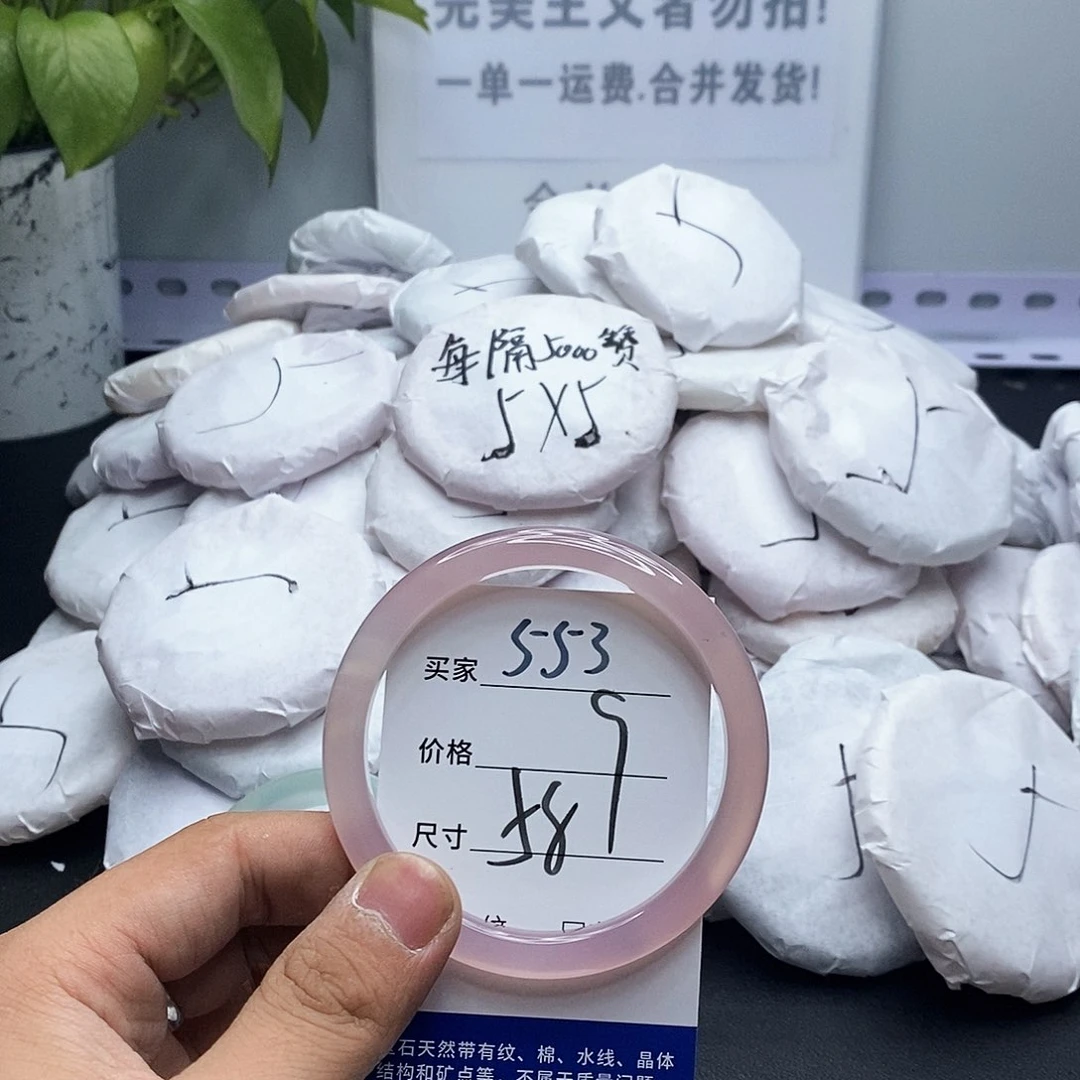 完美主义者勿拍!
一单一运费.合并发货!
每隔5000赞
5X5
买家 553
价格
尺寸 58
石天然带有纹、棉、水线、晶体
结构和矿点等，不属于质量问题